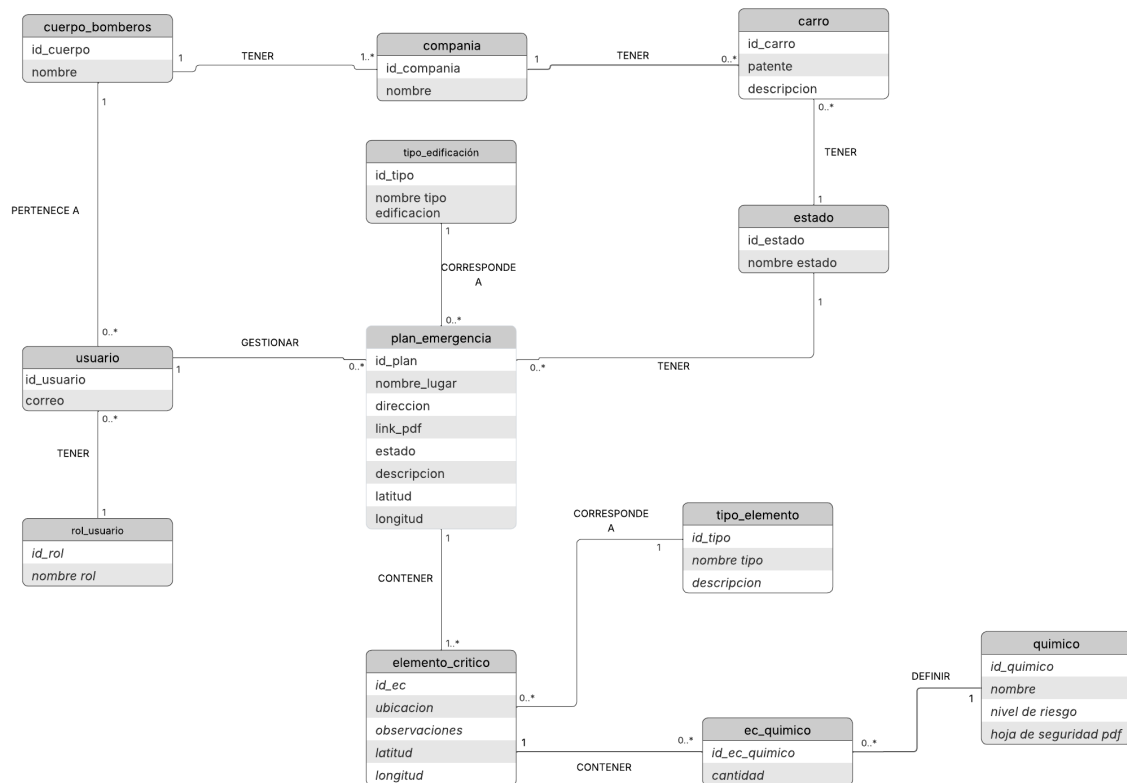 cuerpo_bomberos
id_cuerpo
nombre
1
TENER
1..*
compania
id_compania
nombre
1
TENER
0..*
carro
id_carro
patente
descripcion
0..*
TENER
1
estado
id_estado
nombre estado
1
TENER
0..*
1
PERTENECE A
0..*
tipo_edificación
id_tipo
nombre tipo
edificacion
1
CORRESPONDE
A
0..*
usuario
id_usuario
correo
1
GESTIONAR
0..*
plan_emergencia
id_plan
nombre_lugar
direccion
link_pdf
estado
descripcion
latitud
longitud
0..*
TENER
1
rol_usuario
id_rol
nombre rol
1
CONTENER
1..*
elemento_critico
id_ec
ubicacion
observaciones
latitud
longitud
0..*
CORRESPONDE
A
1
tipo_elemento
id_tipo
nombre tipo
descripcion
1
CONTENER
0..*
ec_quimico
id_ec_quimico
cantidad
0..*
DEFINIR
1
quimico
id_quimico
nombre
nivel de riesgo
hoja de seguridad pdf